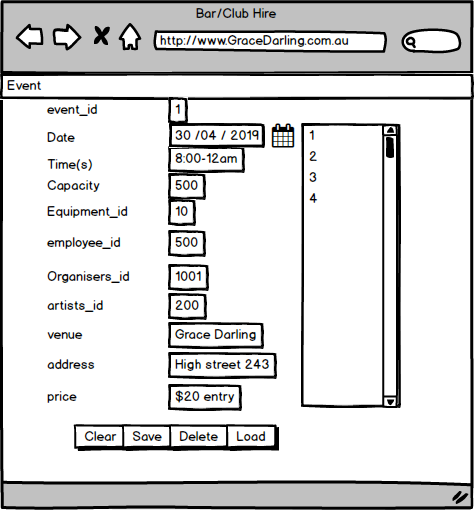 Bar/Club Hire
http://www.GraceDarling.com.au
Event
event_id 1
Date 30 /04 / 2019
Time(s) 8:00-12am
Capacity 500
Equipment_id 10
employee_id 500
Organisers_id 1001
artists_id 200
venue Grace Darling
address High street 243
price $20 entry
1
2
3
4
Clear Save Delete Load